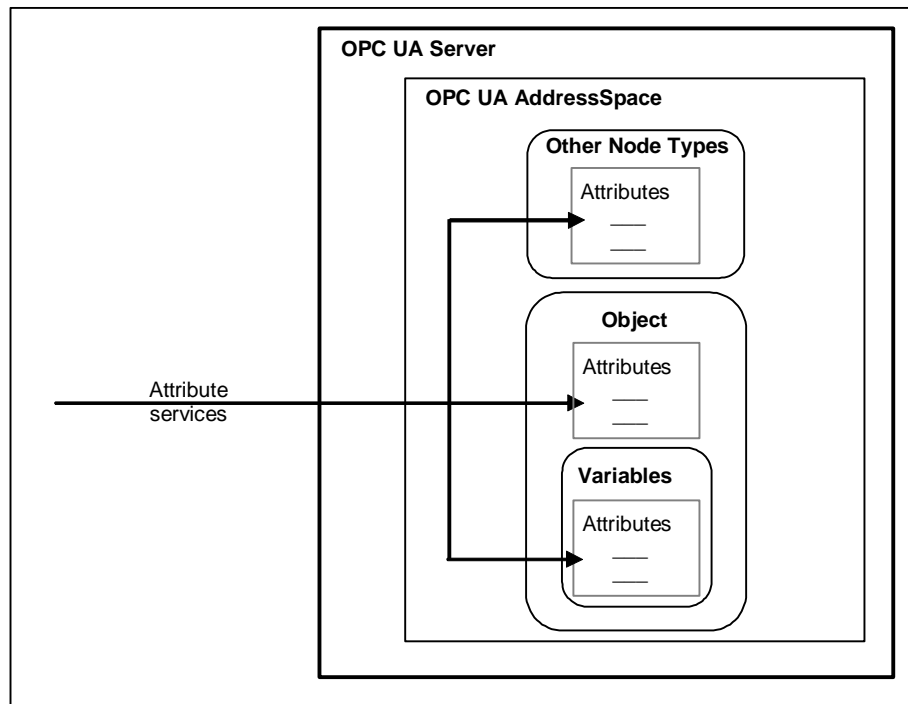 OPC UA Server
OPC UA AddressSpace
Other Node Types
Attributes
Object
Attributes
Attribute
services
Variables
Attributes